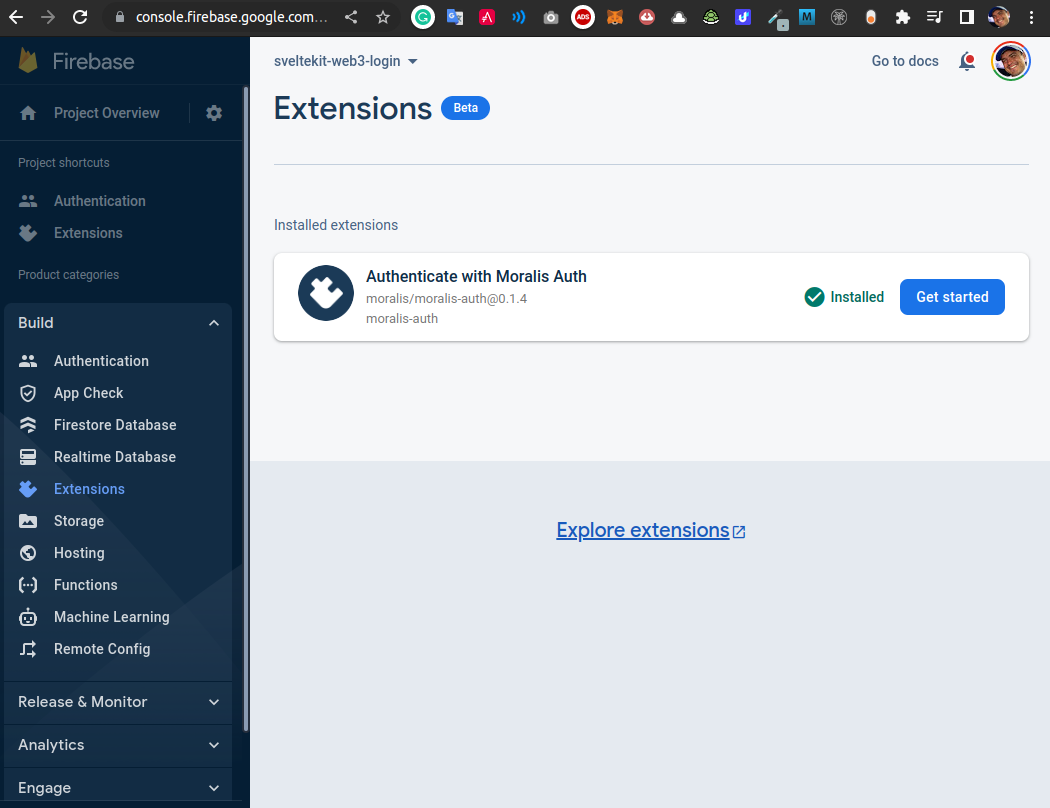 console.firebase.google.com...
ADS
M
Firebase
Project Overview
Project shortcuts
Authentication
Extensions
Product categories
Build
Authentication
App Check
Firestore Database
Realtime Database
Extensions
Storage
Hosting
Functions
Machine Learning
Remote Config
Release & Monitor
Analytics
Engage
sveltekit-web3-login
Go to docs
Extensions Beta
Installed extensions
Authenticate with Moralis Auth
moralis/moralis-auth@0.1.4
moralis-auth
Installed
Get started
Explore extensions